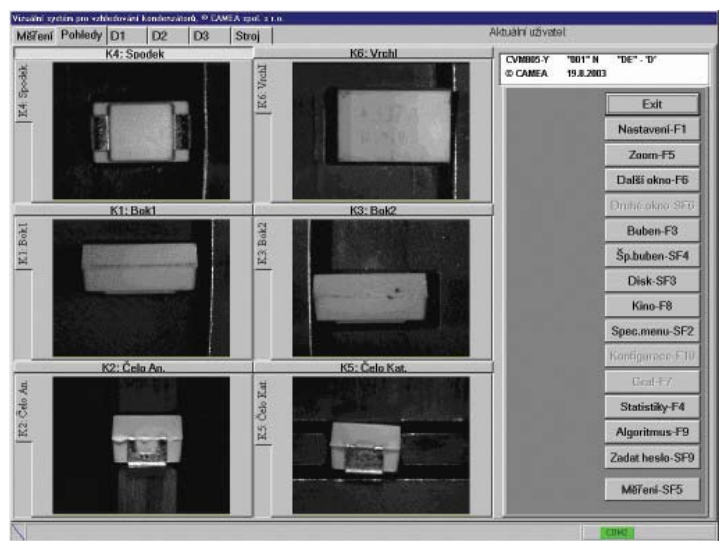 Vizuální systém pro vzhledování kondenzátorů, © CAMEA spol. s r.o.
Měření Pohledy D1 D2 D3 Stroj
Aktuální uživatel:
K4: Spodek
K6: Vrchl
K4: Spodek
K6: Vrchl
CVM805-Y "001" N "DE" - 'D'
© CAMEA 19.8.2003
K1: Bok1
K3: Bok2
K1: Bok1
K3: Bok2
K2: Čelo An.
K5: Čelo Kat.
K2: Čelo An.
K5: Čelo Kat.
Exit
Nastavení-F1
Zoom-F5
Další okno-F6
Druhé okno-SF6
Buben-F3
Šp.buben-SF4
Disk-SF3
Kino-F8
Spec.menu-SF2
Konfigurace-F10
Graf-F7
Statistiky-F4
Algoritmus-F9
Zadat heslo-SF9
Měření-SF5
COM2